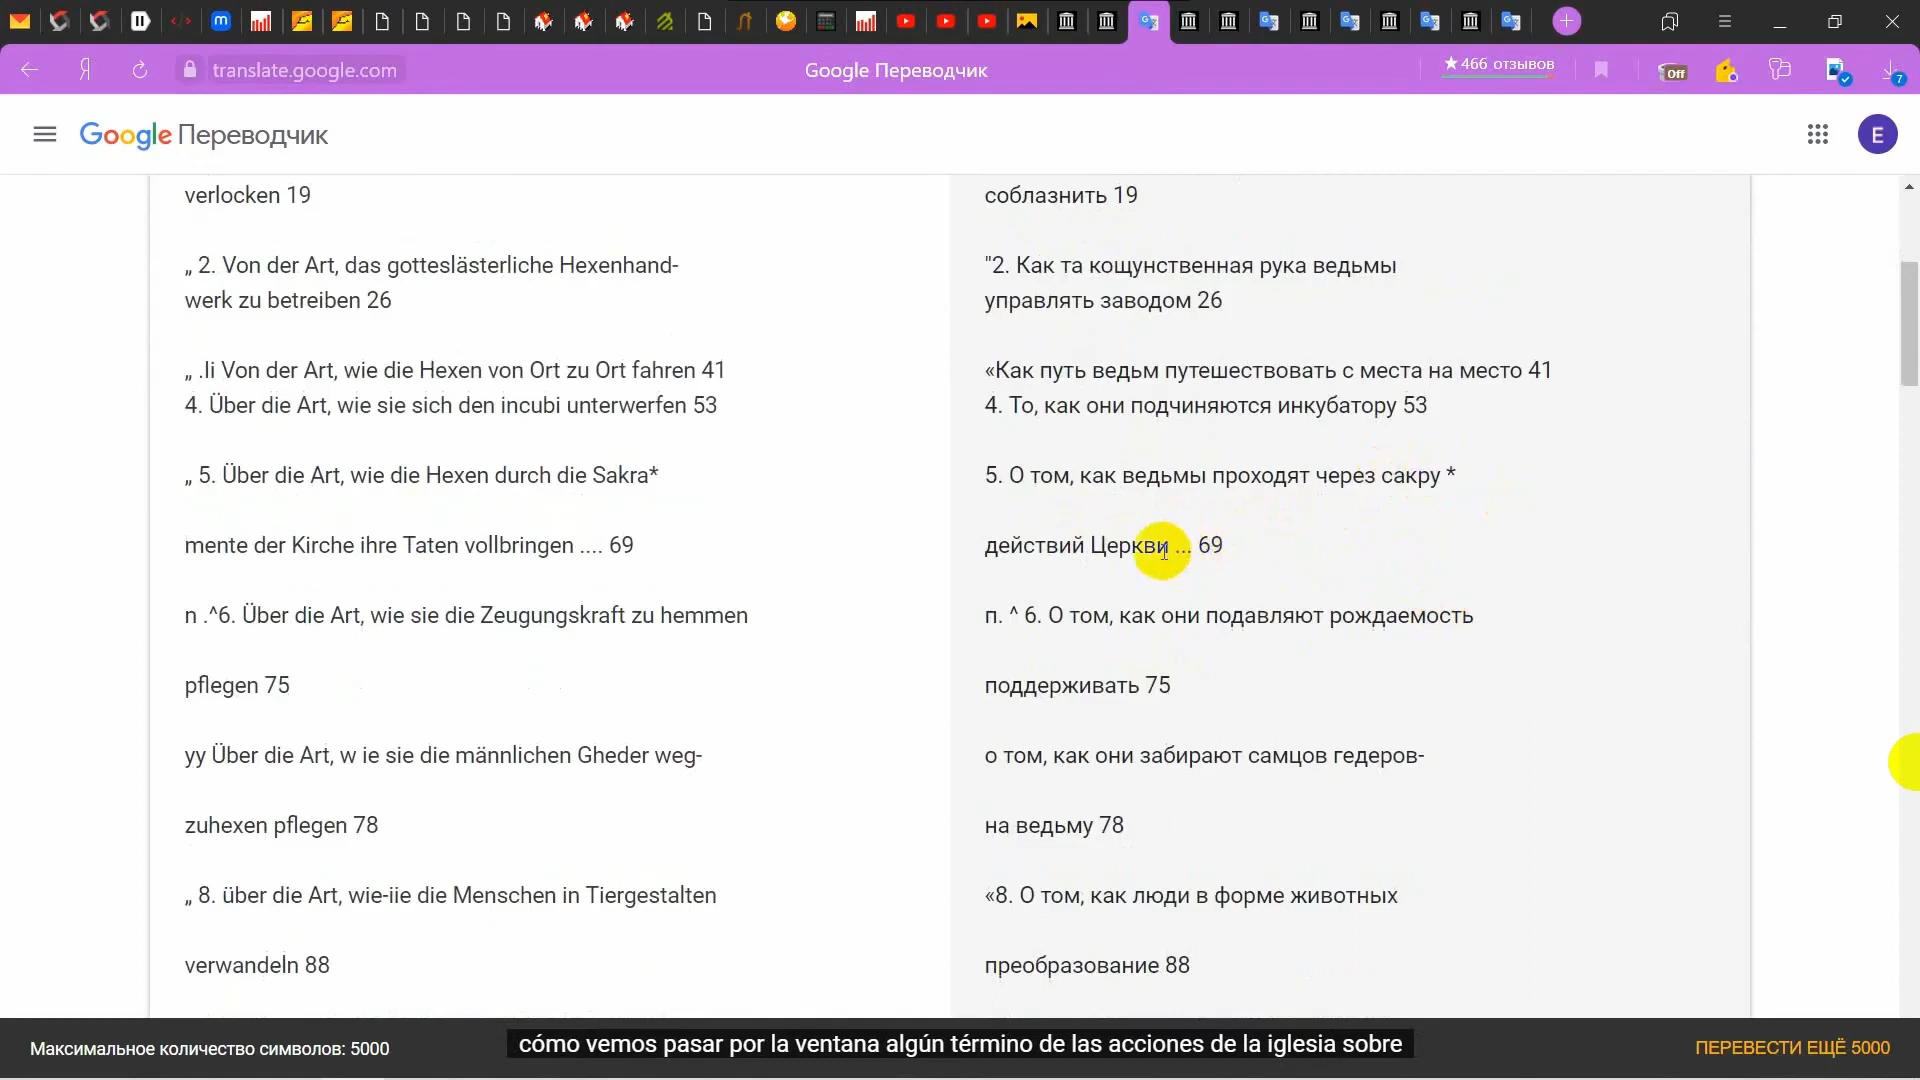 translate.google.com
Google Переводчик
★466 отзывов
Off
7
Google Переводчик
E
verlocken 19
соблазнить 19
„ 2. Von der Art, das gotteslästerliche Hexenhand-
werk zu betreiben 26
"2. Как та кощунственная рука ведьмы
управлять заводом 26
„ .li Von der Art, wie die Hexen von Ort zu Ort fahren 41
4. Über die Art, wie sie sich den incubi unterwerfen 53
«Как путь ведьм путешествовать с места на место 41
4. То, как они подчиняются инкубатору 53
„ 5. Über die Art, wie die Hexen durch die Sakra*
5. О том, как ведьмы проходят через сакру *
mente der Kirche ihre Taten vollbringen .... 69
действий Церкви ... 69
n .^6. Über die Art, wie sie die Zeugungskraft zu hemmen
п. ^ 6. О том, как они подавляют рождаемость
pflegen 75
поддерживать 75
yy Über die Art, w ie sie die männlichen Gheder weg-
о том, как они забирают самцов гедеров-
zuhexen pflegen 78
на ведьму 78
„ 8. über die Art, wie-iie die Menschen in Tiergestalten
«8. О том, как люди в форме животных
verwandeln 88
преобразование 88
Максимальное количество символов: 5000
cómo vemos pasar por la ventana algún término de las acciones de la iglesia sobre
ПЕРЕВЕСТИ ЕЩЁ 5000